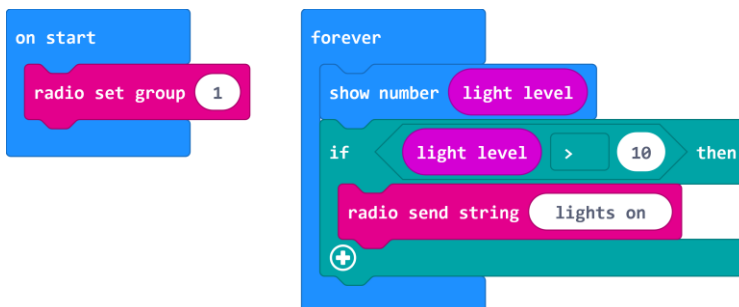 on start
radio set group 1
forever
show number light level
if light level > 10 then
radio send string lights on